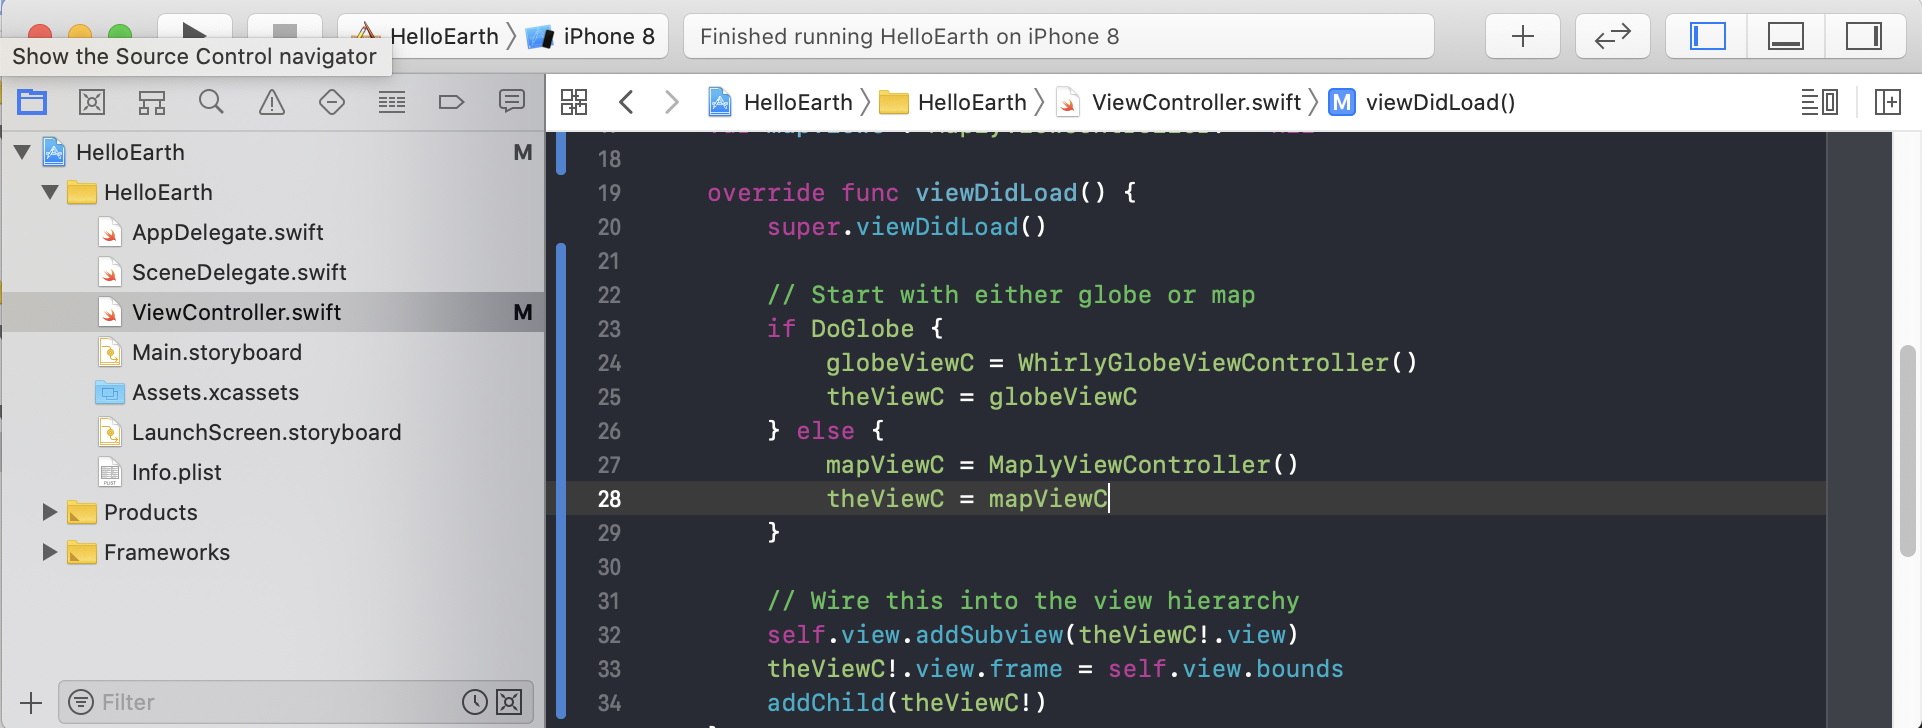 HelloEarth iPhone 8
Finished running HelloEarth on iPhone 8
Show the Source Control navigator
HelloEarth HelloEarth ViewController.swift M viewDidLoad()
HelloEarth M
HelloEarth
AppDelegate.swift
SceneDelegate.swift
ViewController.swift M
Main.storyboard
Assets.xcassets
LaunchScreen.storyboard
Info.plist
Products
Frameworks
Filter
18
19 override func viewDidLoad() {
20 super.viewDidLoad()
21
22 // Start with either globe or map
23 if DoGlobe {
24 globeViewC = WhirlyGlobeViewController()
25 theViewC = globeViewC
26 } else {
27 mapViewC = MaplyViewController()
28 theViewC = mapViewC
29 }
30
31 // Wire this into the view hierarchy
32 self.view.addSubview(theViewC!.view)
33 theViewC!.view.frame = self.view.bounds
34 addChild(theViewC!)